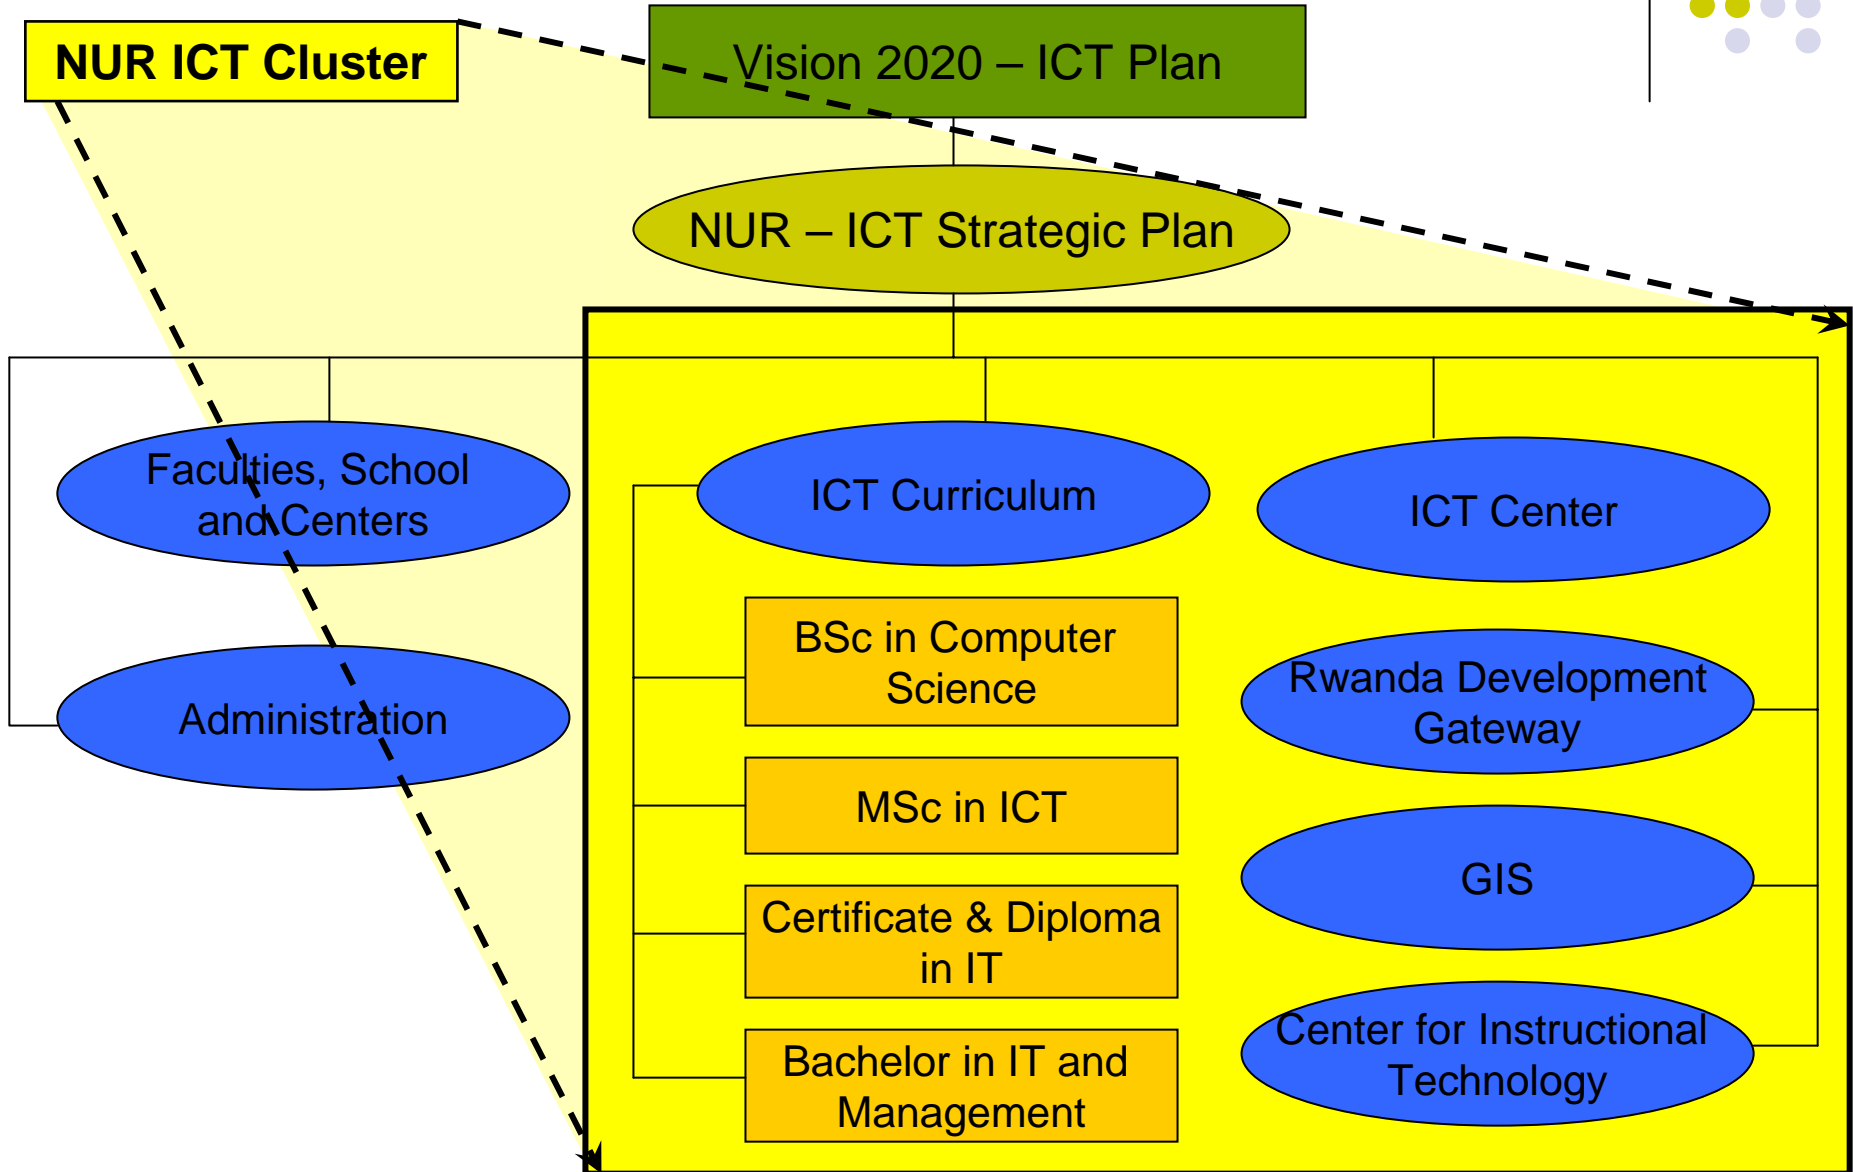 NUR ICT Cluster
Vision 2020 – ICT Plan
NUR – ICT Strategic Plan
Faculties, School
and Centers
Administration
ICT Curriculum
BSc in Computer
Science
MSc in ICT
Certificate & Diploma
in IT
Bachelor in IT and
Management
ICT Center
Rwanda Development
Gateway
GIS
Center for Instructional
Technology